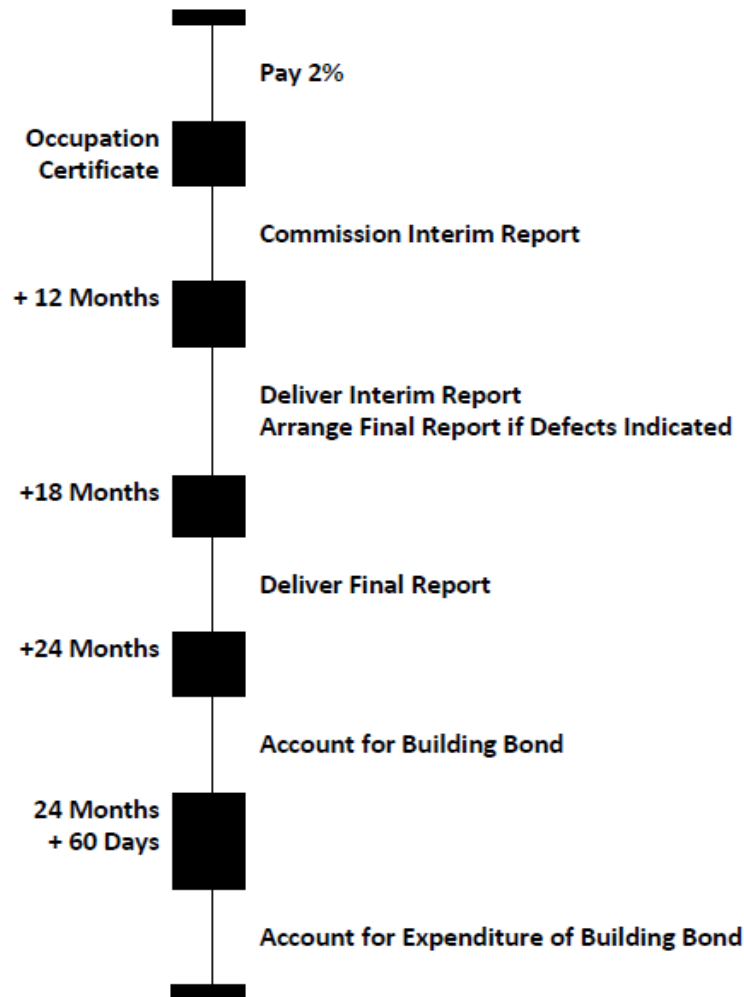 Pay 2%
Occupation
Certificate
Commission Interim Report
+ 12 Months
Deliver Interim Report
Arrange Final Report if Defects Indicated
+18 Months
Deliver Final Report
+24 Months
Account for Building Bond
24 Months
+ 60 Days
Account for Expenditure of Building Bond